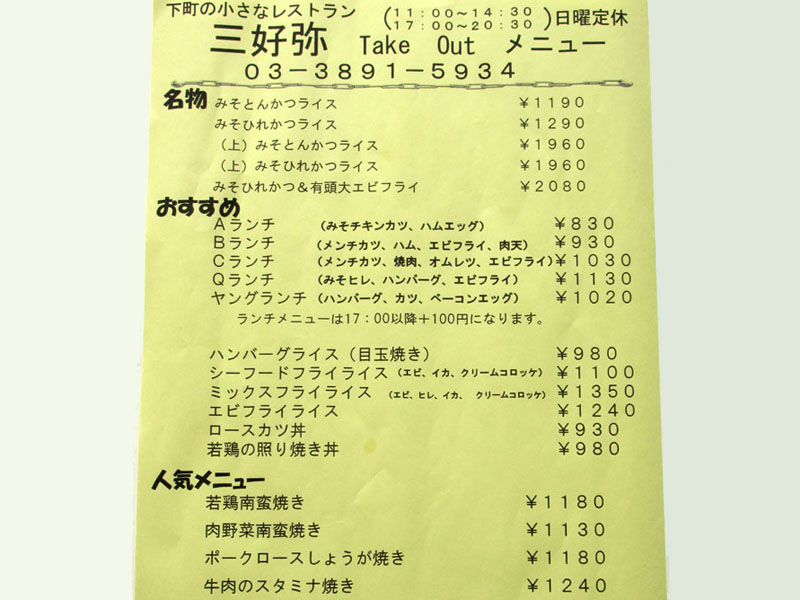 下町の小さなレストラン (11:00~14:30 17:00~20:30)日曜定休
三好弥 Take Out メニュー
03-3891-5934
名物 みそとんかつライス ¥1190
みそひれかつライス ¥1290
(上)みそとんかつライス ¥1960
(上)みそひれかつライス ¥1960
みそひれかつ&有頭大エビフライ ¥2080
おすすめ
Aランチ (みそチキンカツ、ハムエッグ) ¥830
Bランチ (メンチカツ、ハム、エビフライ、肉天) ¥930
Cランチ (メンチカツ、焼肉、オムレツ、エビフライ)¥1030
Qランチ (みそヒレ、ハンバーグ、エビフライ) ¥1130
ヤングランチ (ハンバーグ、カツ、ベーコンエッグ) ¥1020
ランチメニューは17:00以降+100円になります。
ハンバーグライス(目玉焼き) ¥980
シーフードフライライス(エビ、イカ、クリームコロッケ) ¥1100
ミックスフライライス (エビ、ヒレ、イカ、 クリームコロッケ) ¥1350
エビフライライス ¥1240
ロースカツ丼 ¥930
若鶏の照り焼き丼 ¥980
人気メニュー
若鶏南蛮焼き ¥1180
肉野菜南蛮焼き ¥1130
ポークロースしょうが焼き ¥1180
牛肉のスタミナ焼き ¥1240